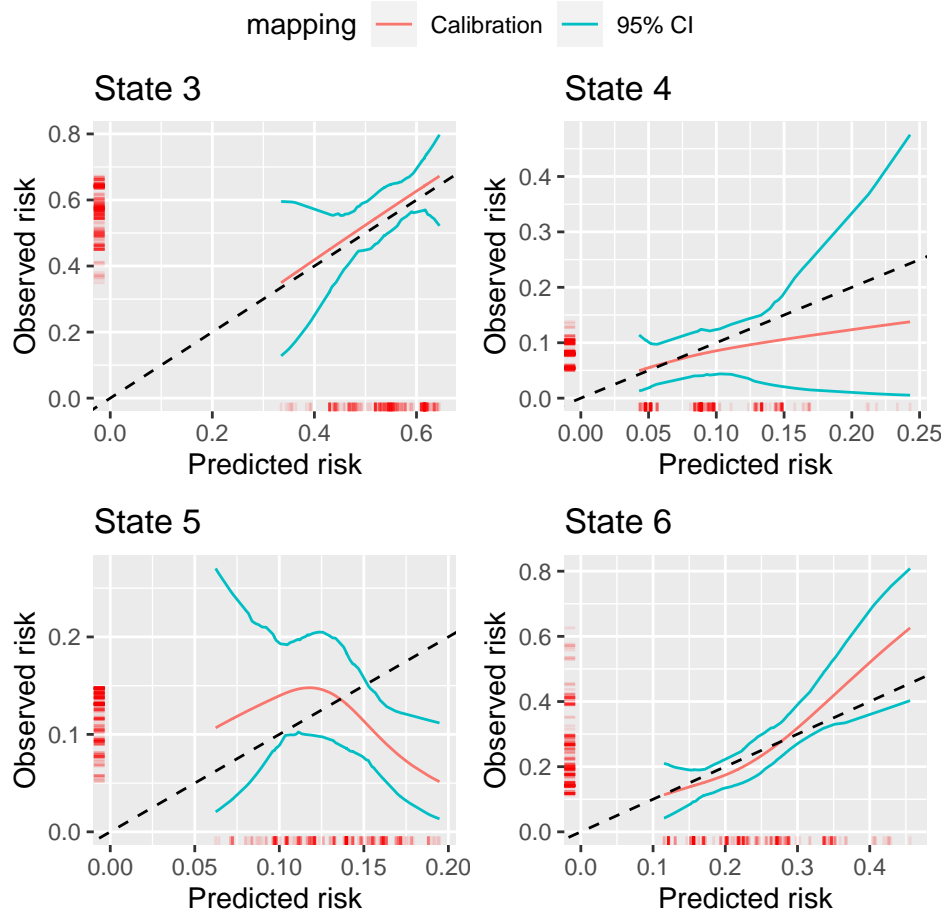 mapping Calibration 95% CI
State 3
0.8
0.6
0.4
0.2
0.0
Observed risk
0.0 0.2 0.4 0.6
Predicted risk
State 4
0.4
0.3
0.2
0.1
0.0
Observed risk
0.00 0.05 0.10 0.15 0.20 0.25
Predicted risk
State 5
0.2
0.1
0.0
Observed risk
0.00 0.05 0.10 0.15 0.20
Predicted risk
State 6
0.8
0.6
0.4
0.2
0.0
Observed risk
0.0 0.1 0.2 0.3 0.4
Predicted risk